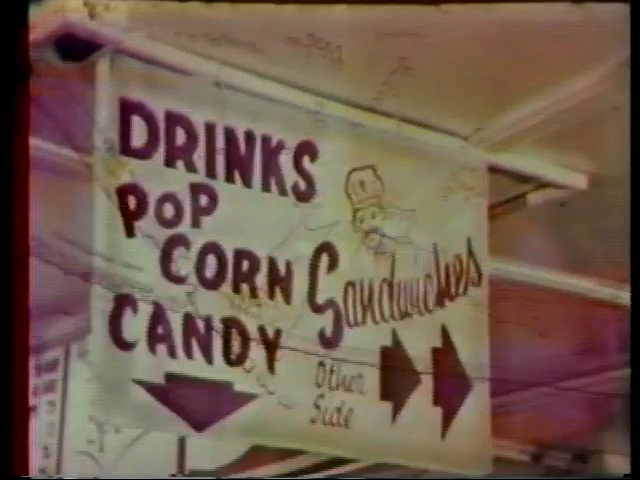 DRINKS
POP
CORN
CANDY
Sandwiches
Other
Side